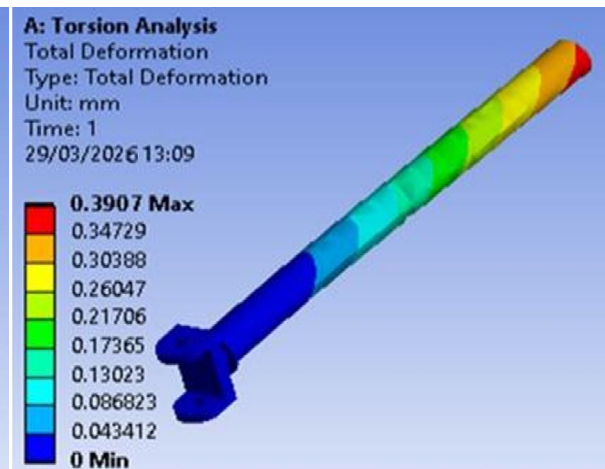 A: Torsion Analysis
Total Deformation
Type: Total Deformation
Unit: mm
Time: 1
29/03/2026 13:09
0.3907 Max
0.34729
0.30388
0.26047
0.21706
0.17365
0.13023
0.086823
0.043412
0 Min